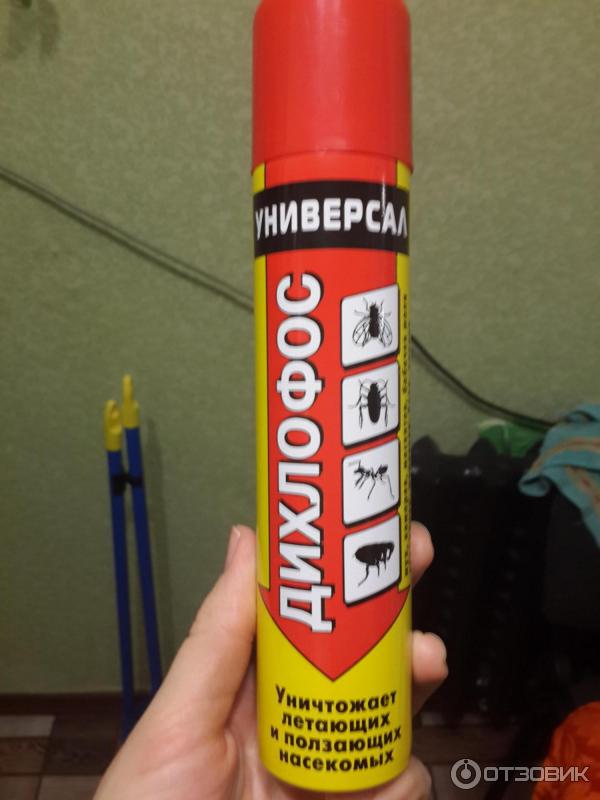 УНИВЕРСАЛ
ДИХЛОФОС
Уничтожает
летающих
и ползающих
насекомых
ОТЗОВИК